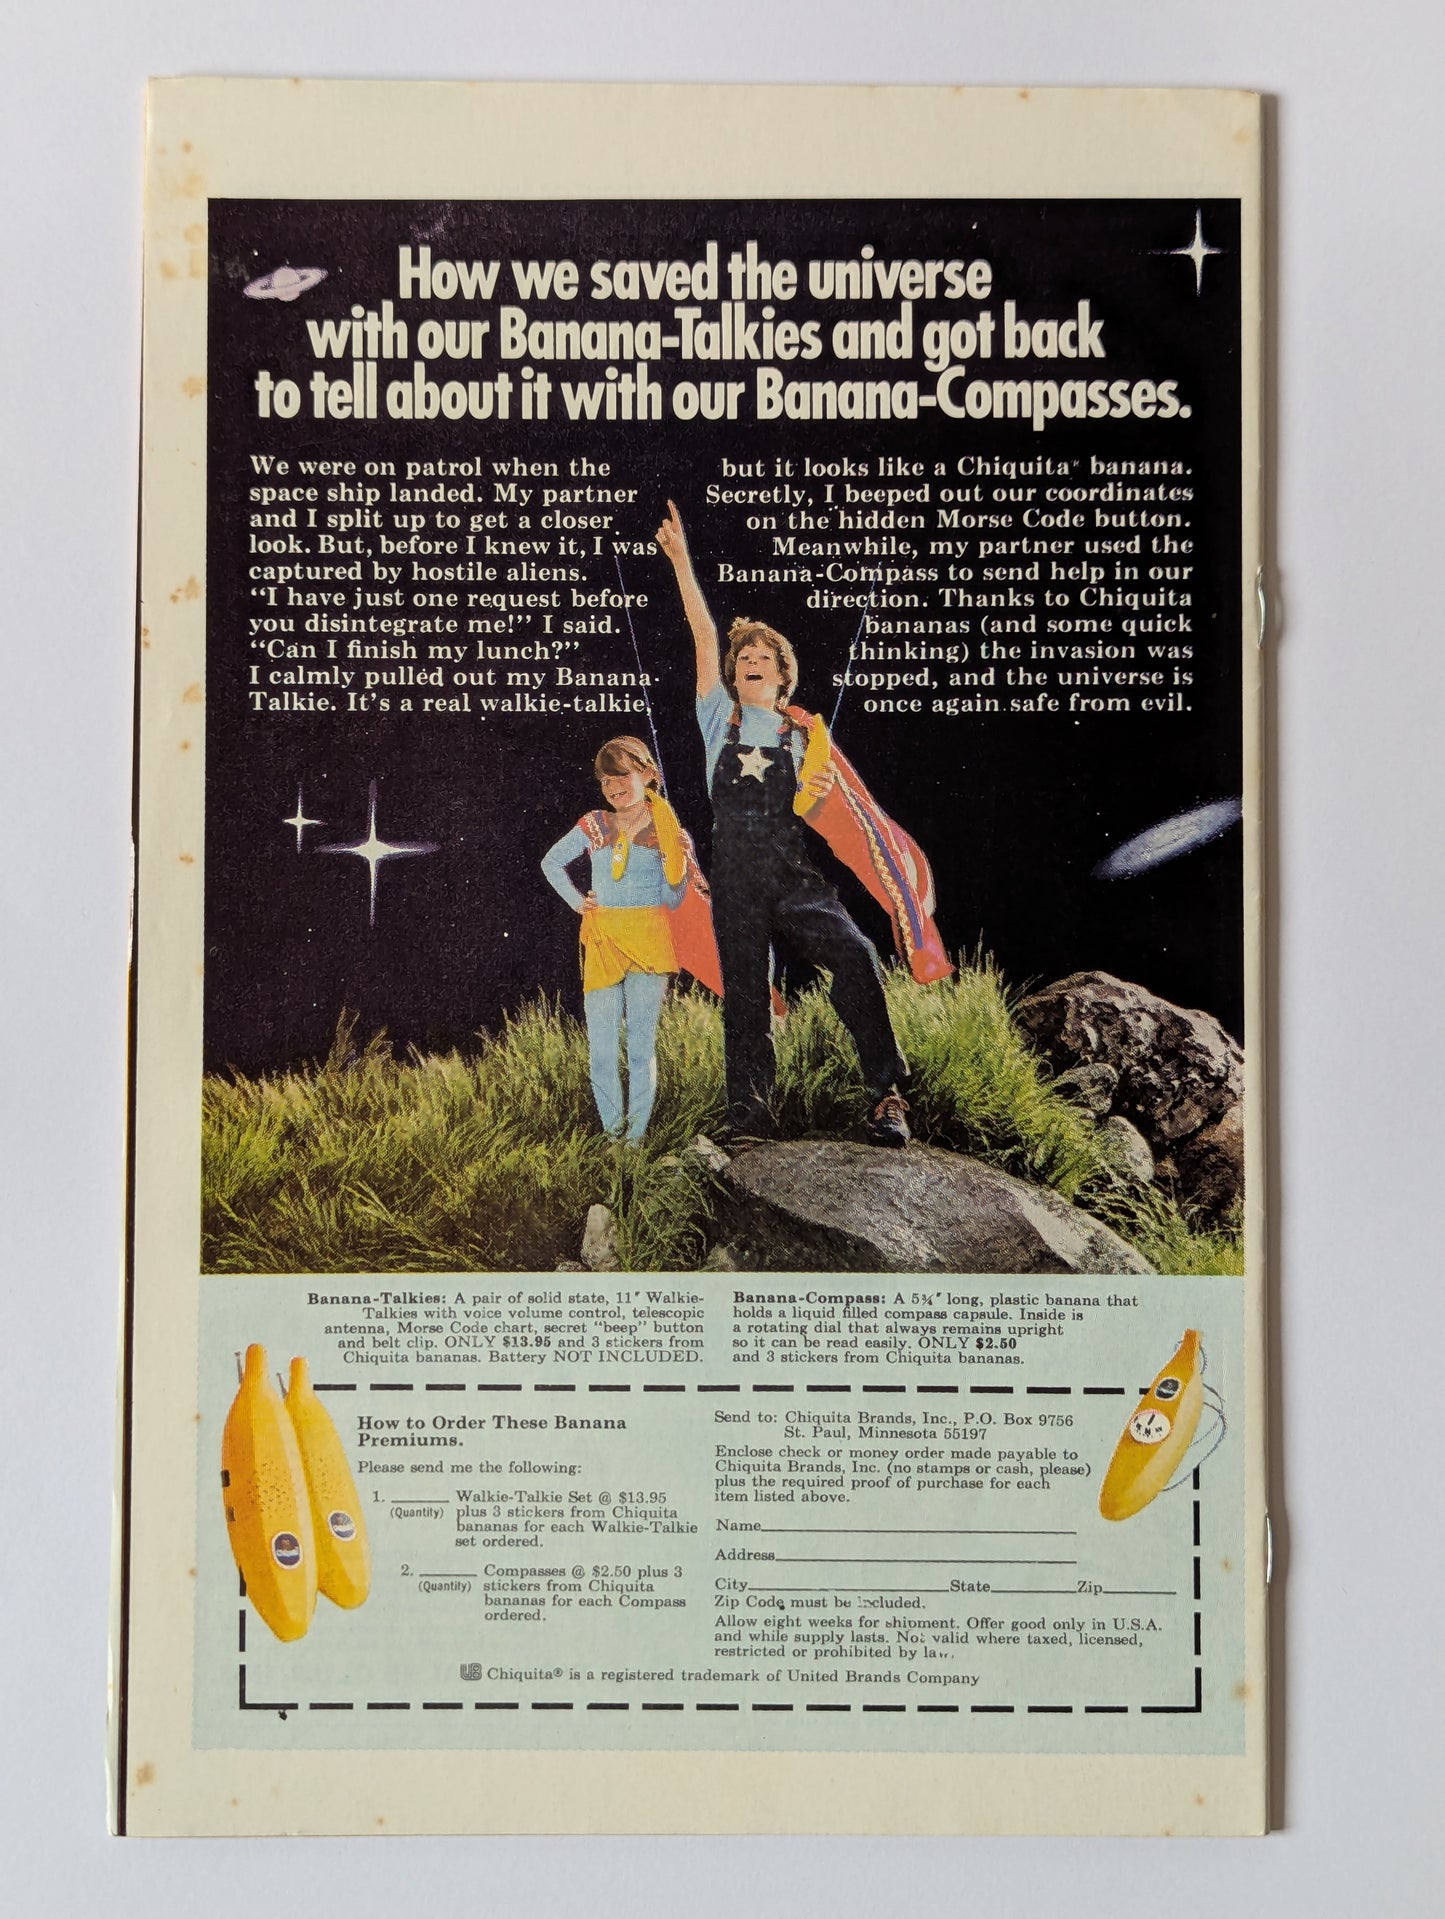 How we saved the universe
with our Banana-Talkies and got back
to tell about it with our Banana-Compasses.
We were on patrol when the
space ship landed. My partner
and I split up to get a closer
look. But, before I knew it, I was
captured by hostile aliens.
“I have just one request before
you disintegrate me!” I said.
“Can I finish my lunch?”
I calmly pulled out my Banana-
Talkie. It’s a real walkie-talkie,
but it looks like a Chiquita® banana.
Secretly, I beeped out our coordinates
on the hidden Morse Code button.
Meanwhile, my partner used the
Banana-Compass to send help in our
direction. Thanks to Chiquita
bananas (and some quick
thinking) the invasion was
stopped, and the universe is
once again safe from evil.
Banana-Talkies: A pair of solid state, 11″ Walkie-
Talkies with voice volume control, telescopic
antenna, Morse Code chart, secret “beep” button
and belt clip. ONLY $13.95 and 3 stickers from
Chiquita bananas. Battery NOT INCLUDED.
Banana-Compass: A 5¾″ long, plastic banana that
holds a liquid filled compass capsule. Inside is
a rotating dial that always remains upright
so it can be read easily. ONLY $2.50
and 3 stickers from Chiquita bananas.
How to Order These Banana
Premiums.
Please send me the following:
1. ______ Walkie-Talkie Set @ $13.95
(Quantity) plus 3 stickers from Chiquita
bananas for each Walkie-Talkie
set ordered.
2. ______ Compasses @ $2.50 plus 3
(Quantity) stickers from Chiquita
bananas for each Compass
ordered.
Send to: Chiquita Brands, Inc., P.O. Box 9756
St. Paul, Minnesota 55197
Enclose check or money order made payable to
Chiquita Brands, Inc. (no stamps or cash, please)
plus the required proof of purchase for each
item listed above.
Name
Address
City State Zip
Zip Code must be included.
Allow eight weeks for shipment. Offer good only in U.S.A.
and while supply lasts. Not valid where taxed, licensed,
restricted or prohibited by law.
UB Chiquita® is a registered trademark of United Brands Company
Chiquita